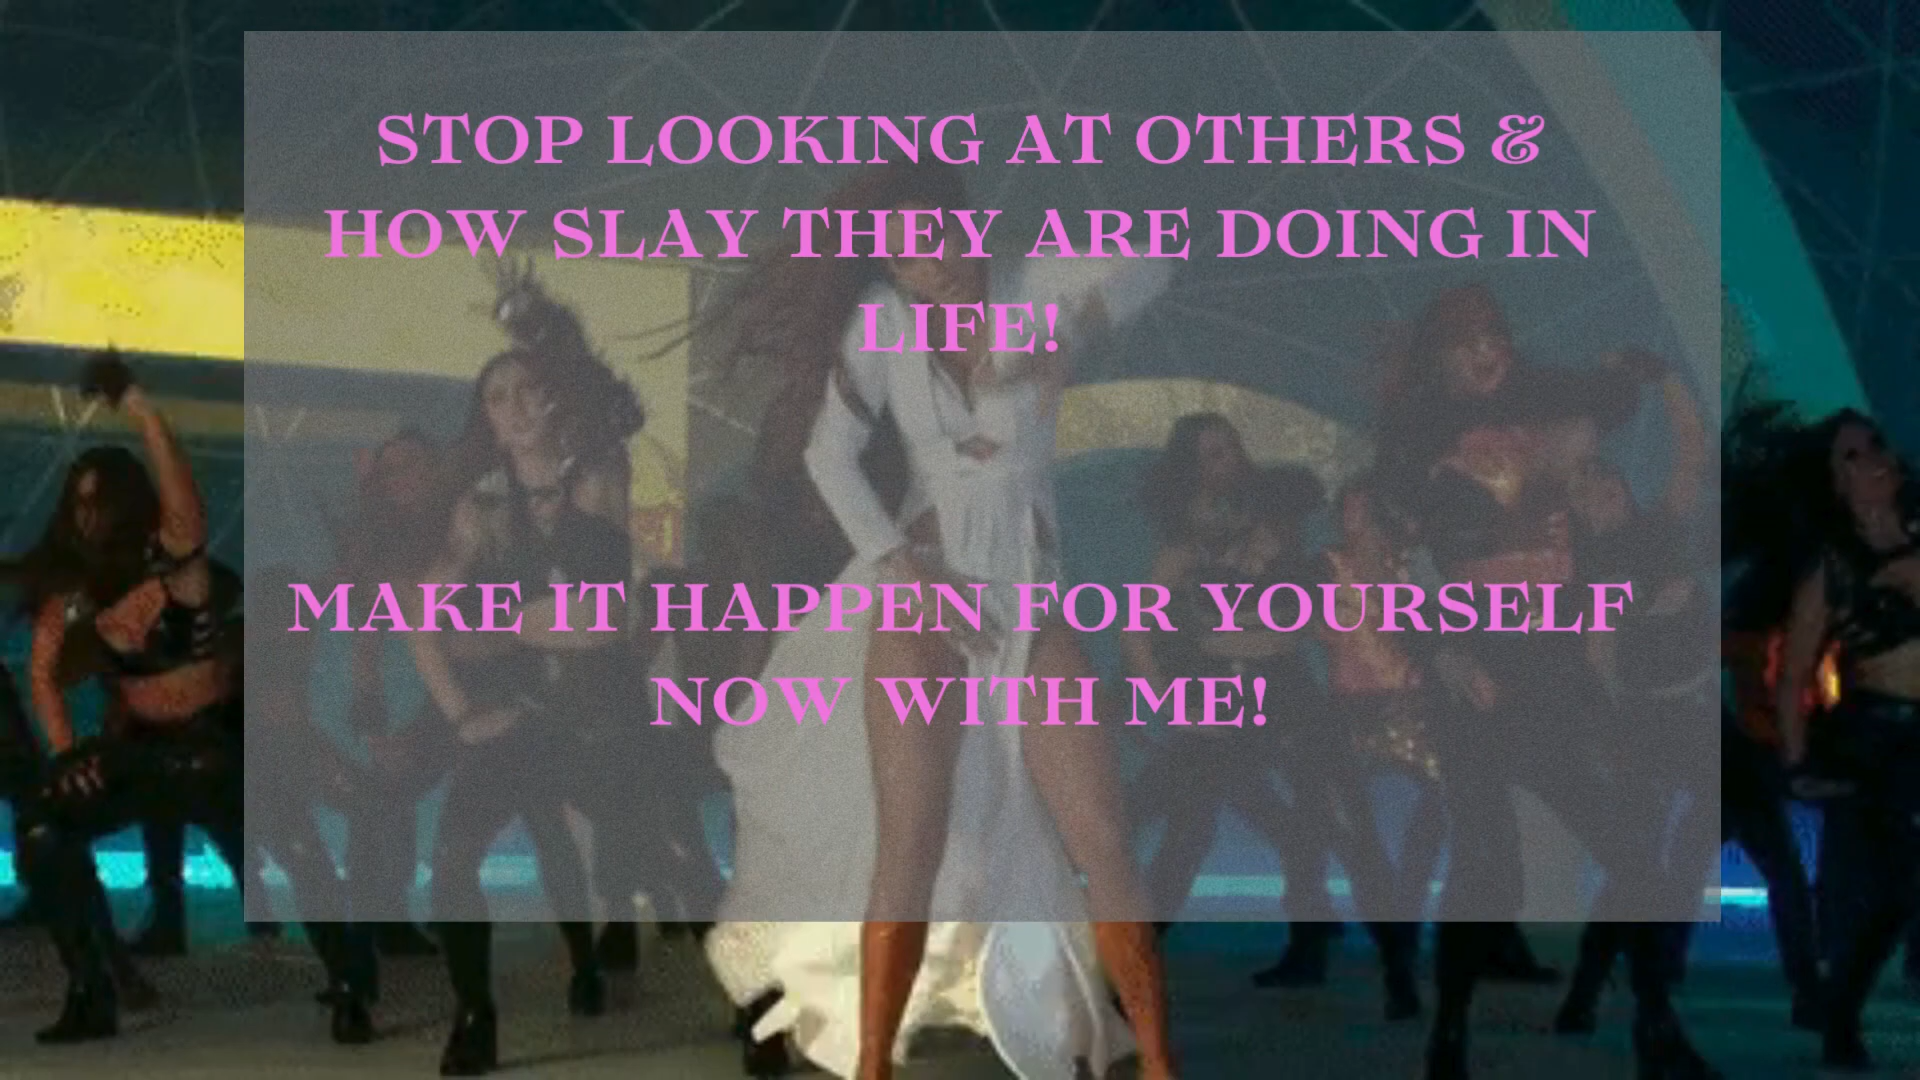 STOP LOOKING AT OTHERS &
HOW SLAY THEY ARE DOING IN
LIFE!
MAKE IT HAPPEN FOR YOURSELF
NOW WITH ME!